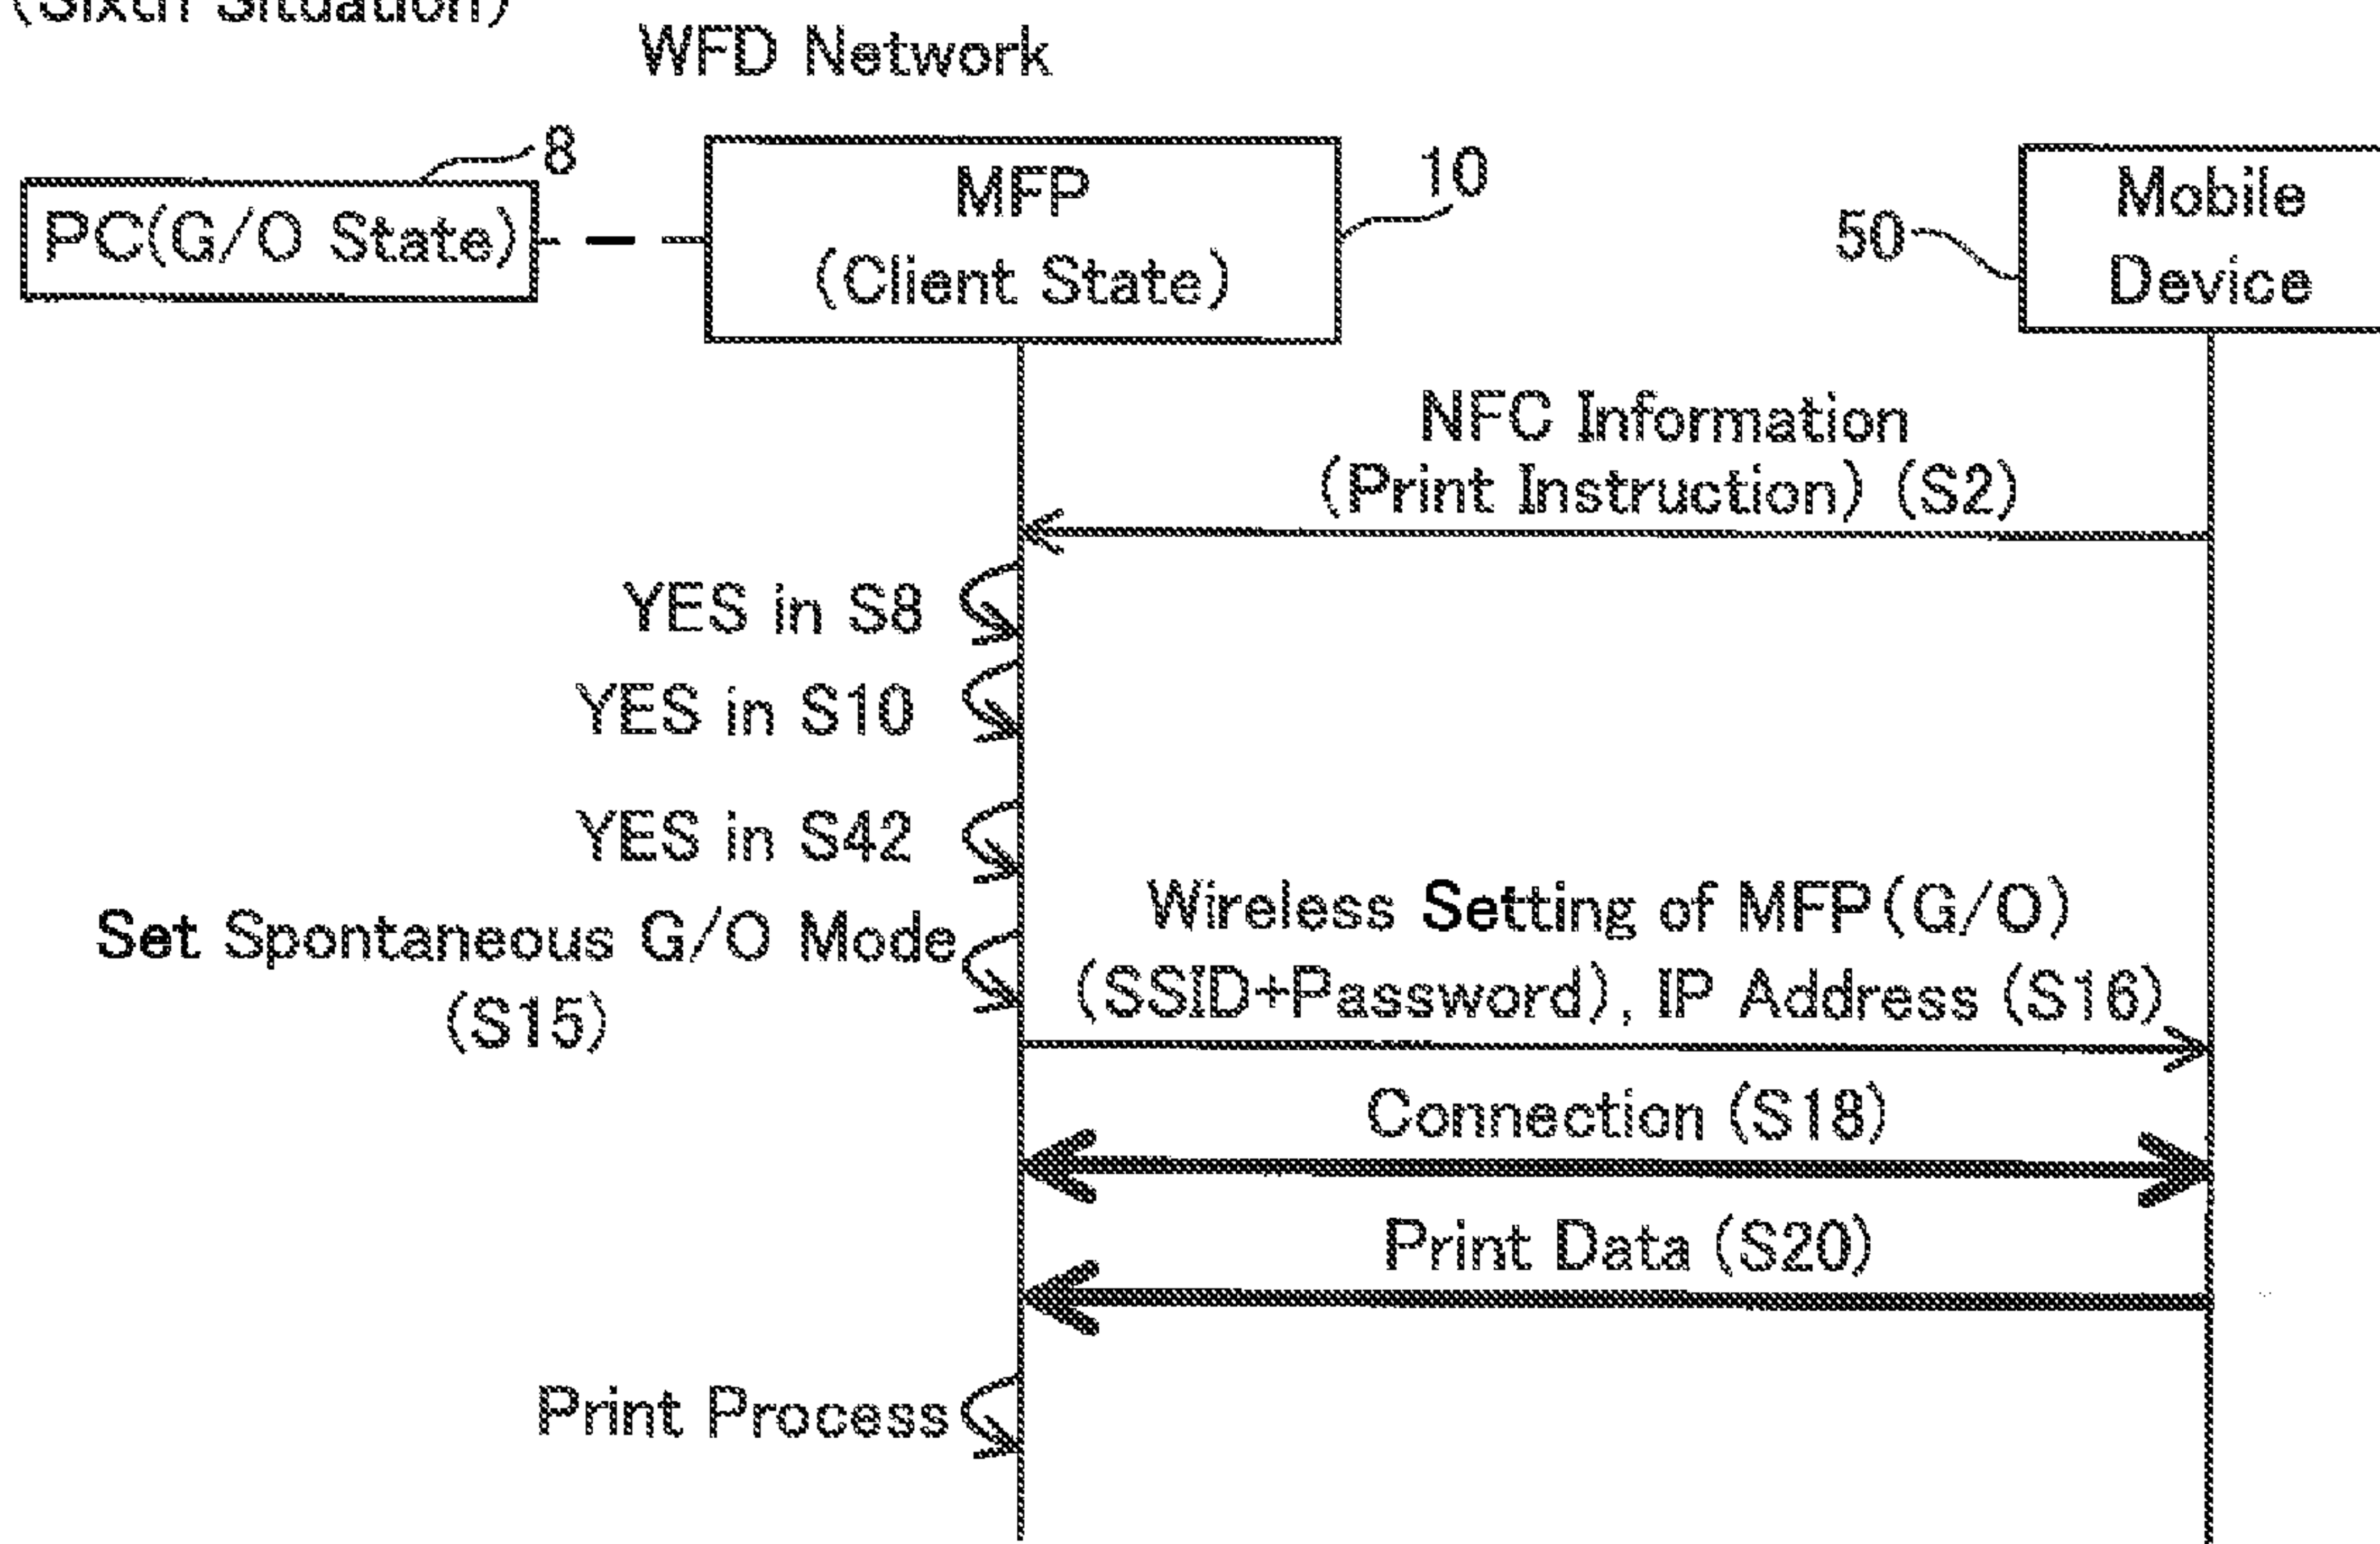 (Sixth Situation)
WFD Network
8
PC(G/O State)
MFP
(Client State)
10
50
Mobile
Device
NFC Information
(Print Instruction) (S2)
YES in S8
YES in S10
YES in S42
Set Spontaneous G/O Mode
(S15)
Wireless Setting of MFP(G/O)
(SSID+Password), IP Address (S16)
Connection (S18)
Print Data (S20)
Print Process